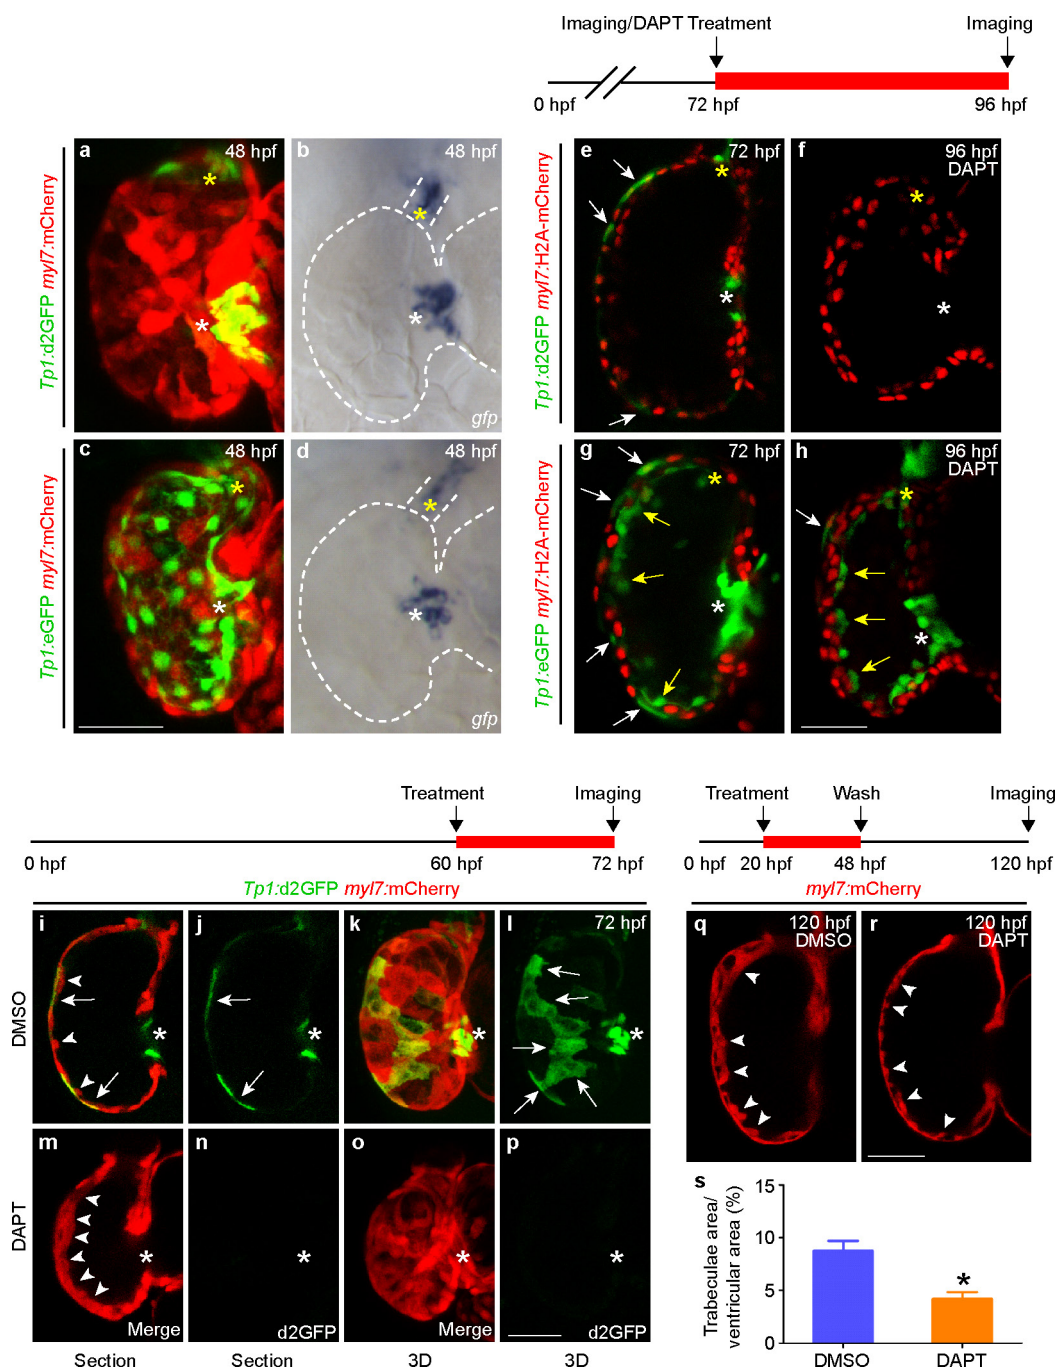 Imaging/DAPT Treatment Imaging
0 hpf 72 hpf 96 hpf
a 48 hpf b 48 hpf e 72 hpf f 96 hpf
DAPT
Tp1:d2GFP myl7:mCherry
gfp
Tp1:d2GFP myl7:H2A-mCherry
c 48 hpf d 48 hpf g 72 hpf h 96 hpf
DAPT
Tp1:eGFP myl7:mCherry
gfp
Tp1:eGFP myl7:H2A-mCherry
Treatment Imaging
0 hpf 60 hpf 72 hpf
Treatment Wash Imaging
0 hpf 20 hpf 48 hpf 120 hpf
Tp1:d2GFP myl7:mCherry
myl7:mCherry
i j k l 72 hpf
DMSO
m n o p
DAPT
Merge d2GFP Merge d2GFP
Section Section 3D 3D
q 120 hpf
DMSO
r 120 hpf
DAPT
s
Trabeculae area/
ventricular area (%)
15
10
5
0
*
DMSO DAPT